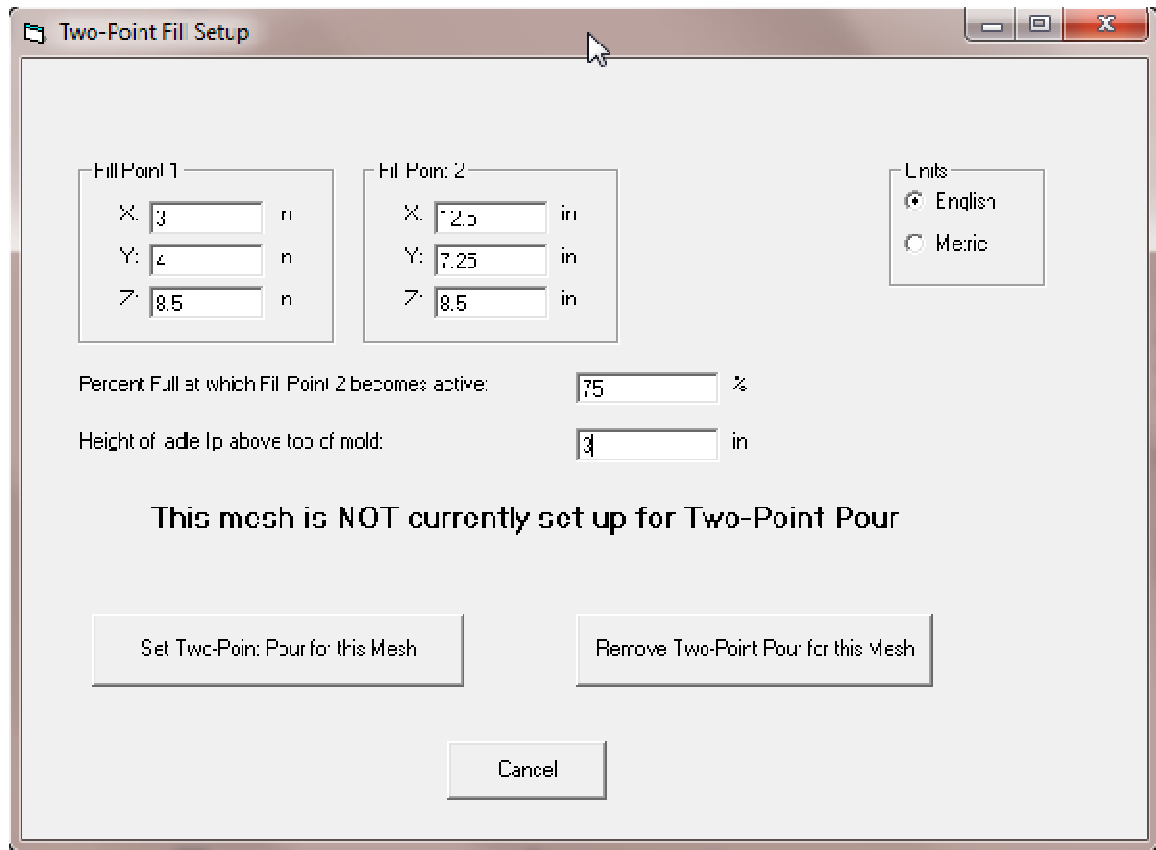 Two-Point Fill Setup
Fill Point 1
Fill Point 2
Units
X: 3 in
X: 12.5 in
English
Y: 4 in
Y: 7.25 in
Metric
Z: 8.5 in
Z: 8.5 in
Percent Full at which Fill Point 2 becomes active: 75 %
Height of ladle lip above top of mold: 3 in
This mesh is NOT currently set up for Two-Point Pour
Set Two-Point Pour for this Mesh
Remove Two-Point Pour for this Mesh
Cancel